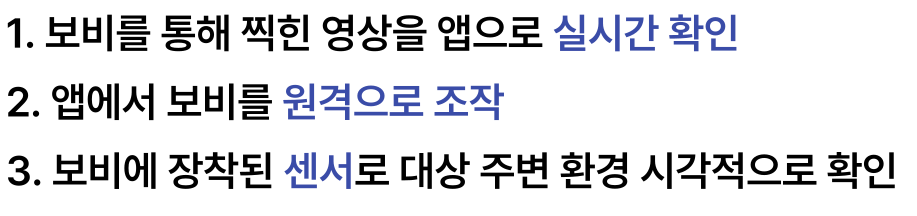 1. 보비를 통해 찍힌 영상을 앱으로 실시간 확인
2. 앱에서 보비를 원격으로 조작
3. 보비에 장착된 센서로 대상 주변 환경 시각적으로 확인